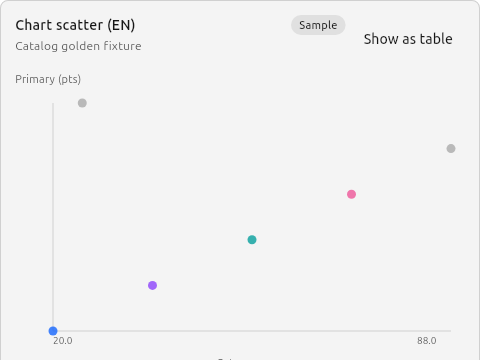 Chart scatter (EN)
Sample
Show as table
Catalog golden fixture
Primary (pts)
20.0
88.0